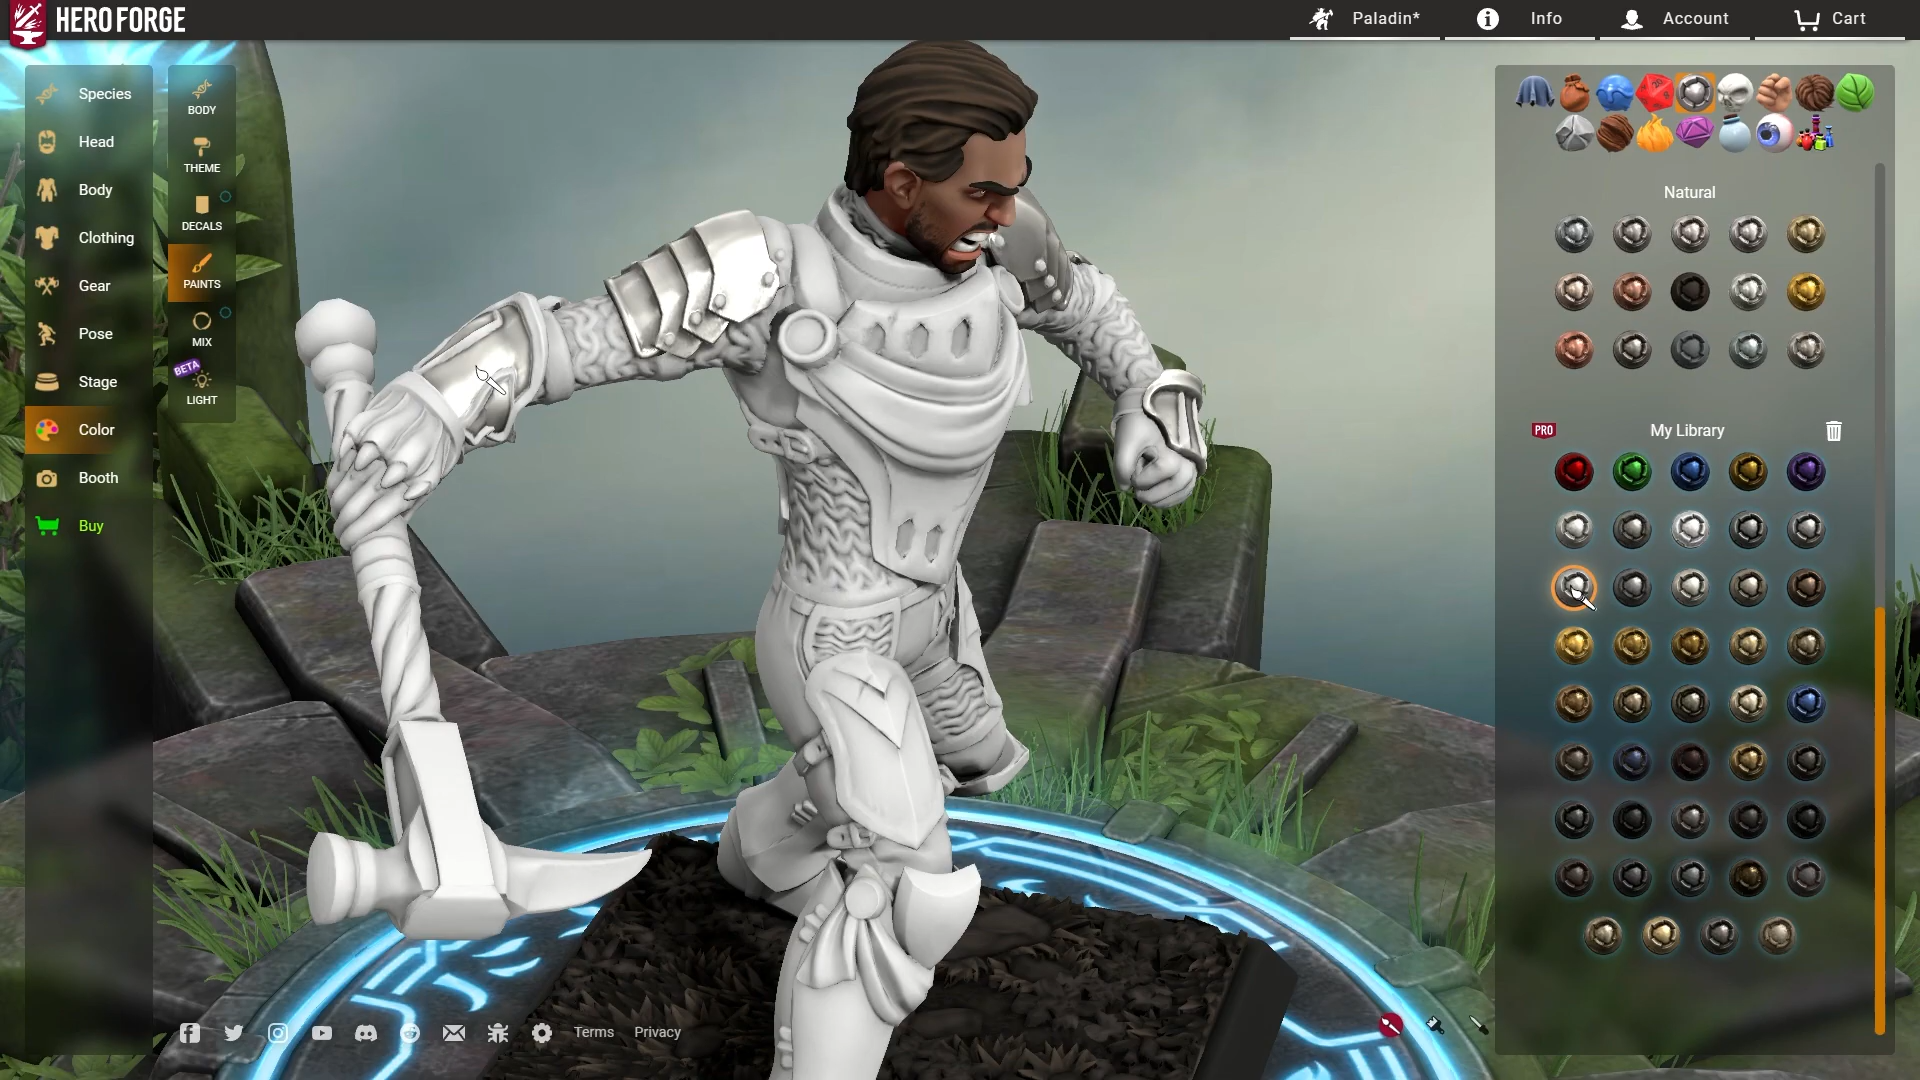 HERO FORGE
Paladin*
Info
Account
Cart
Species
Head
Body
Clothing
Gear
Pose
Stage
Color
Booth
Buy
BODY
THEME
DECALS
PAINTS
MIX
BETA
LIGHT
Natural
PRO
My Library
Terms
Privacy